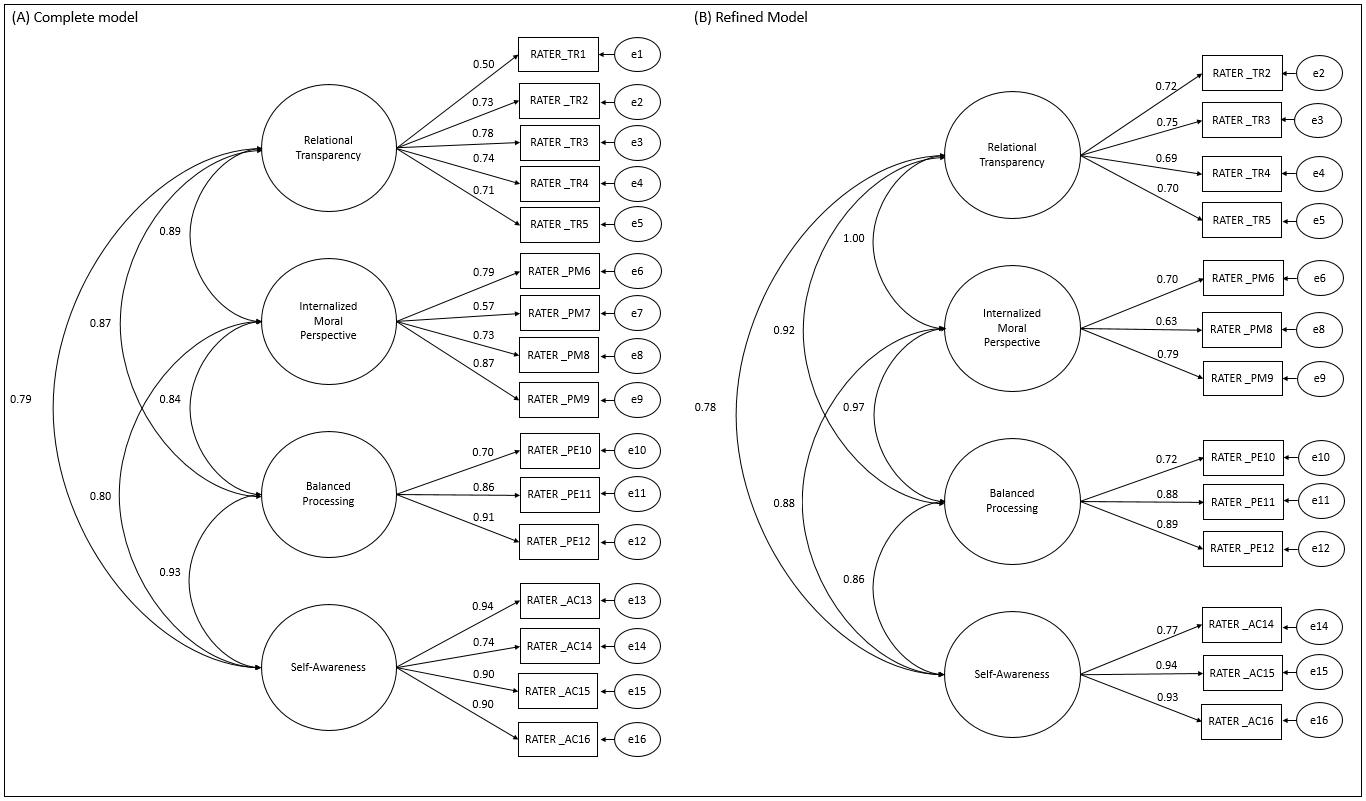 (A) Complete model
RATER_TR1
e1
0.50
RATER _TR2
e2
0.73
RATER _TR3
e3
0.78
RATER _TR4
e4
0.74
RATER _TR5
e5
0.71
Relational
Transparency
0.89
RATER _PM6
e6
0.79
RATER _PM7
e7
0.57
RATER _PM8
e8
0.73
RATER _PM9
e9
0.87
Internalized
Moral
Perspective
0.87
0.84
0.79
RATER _PE10
e10
0.70
RATER _PE11
e11
0.86
RATER _PE12
e12
0.91
Balanced
Processing
0.80
0.93
RATER _AC13
e13
0.94
RATER _AC14
e14
0.74
RATER _AC15
e15
0.90
RATER _AC16
e16
0.90
Self-Awareness
(B) Refined Model
RATER _TR2
e2
0.72
RATER _TR3
e3
0.75
RATER _TR4
e4
0.69
RATER _TR5
e5
0.70
Relational
Transparency
1.00
RATER _PM6
e6
0.70
RATER _PM8
e8
0.63
RATER _PM9
e9
0.79
Internalized
Moral
Perspective
0.92
0.97
0.78
RATER _PE10
e10
0.72
RATER _PE11
e11
0.88
RATER _PE12
e12
0.89
Balanced
Processing
0.88
0.86
RATER _AC14
e14
0.77
RATER _AC15
e15
0.94
RATER _AC16
e16
0.93
Self-Awareness